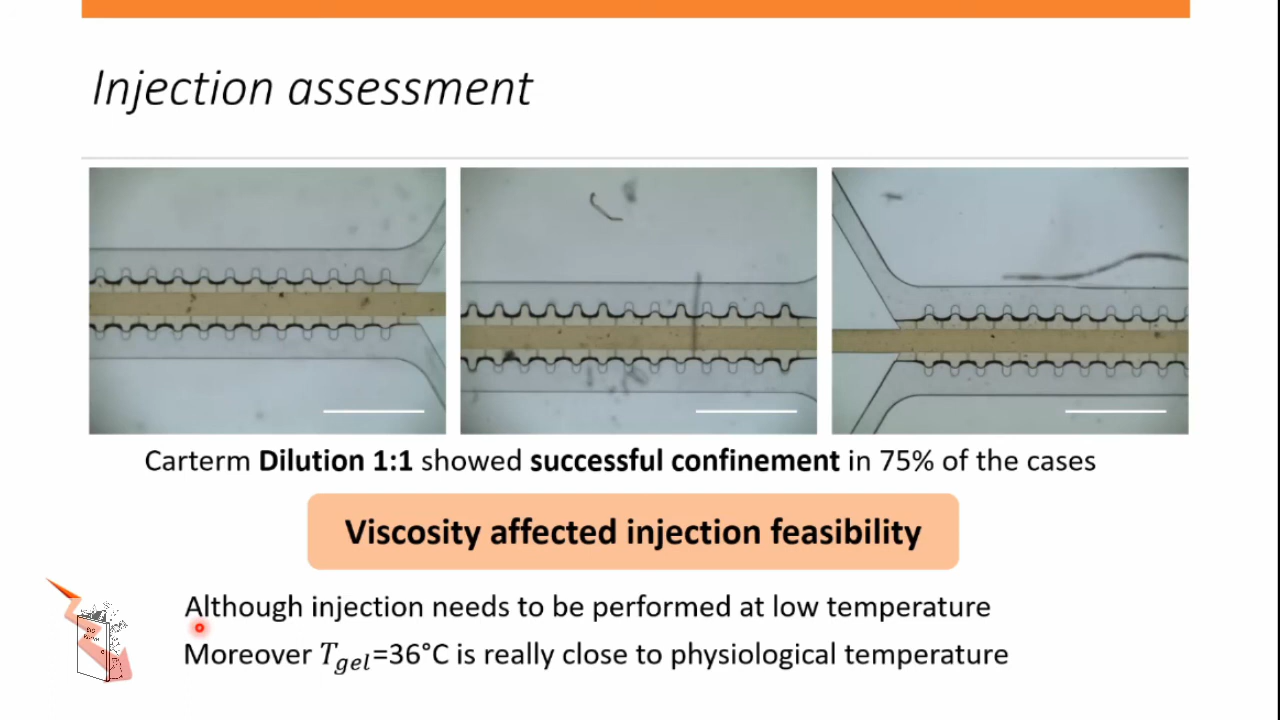 Injection assessment
Carterm Dilution 1:1 showed successful confinement in 75% of the cases
Viscosity affected injection feasibility
Although injection needs to be performed at low temperature
Moreover T_gel=36°C is really close to physiological temperature